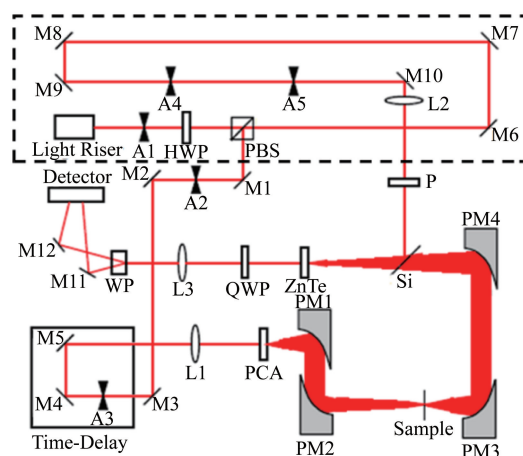 M8
M7
M9
A4
A5
M10
L2
Light Riser
A1
HWP
PBS
M6
Detector
M2
A2
M1
P
PM4
M12
M11
WP
L3
QWP
ZnTe
Si
PM1
M5
M4
A3
M3
L1
PCA
Time-Delay
PM2
Sample
PM3